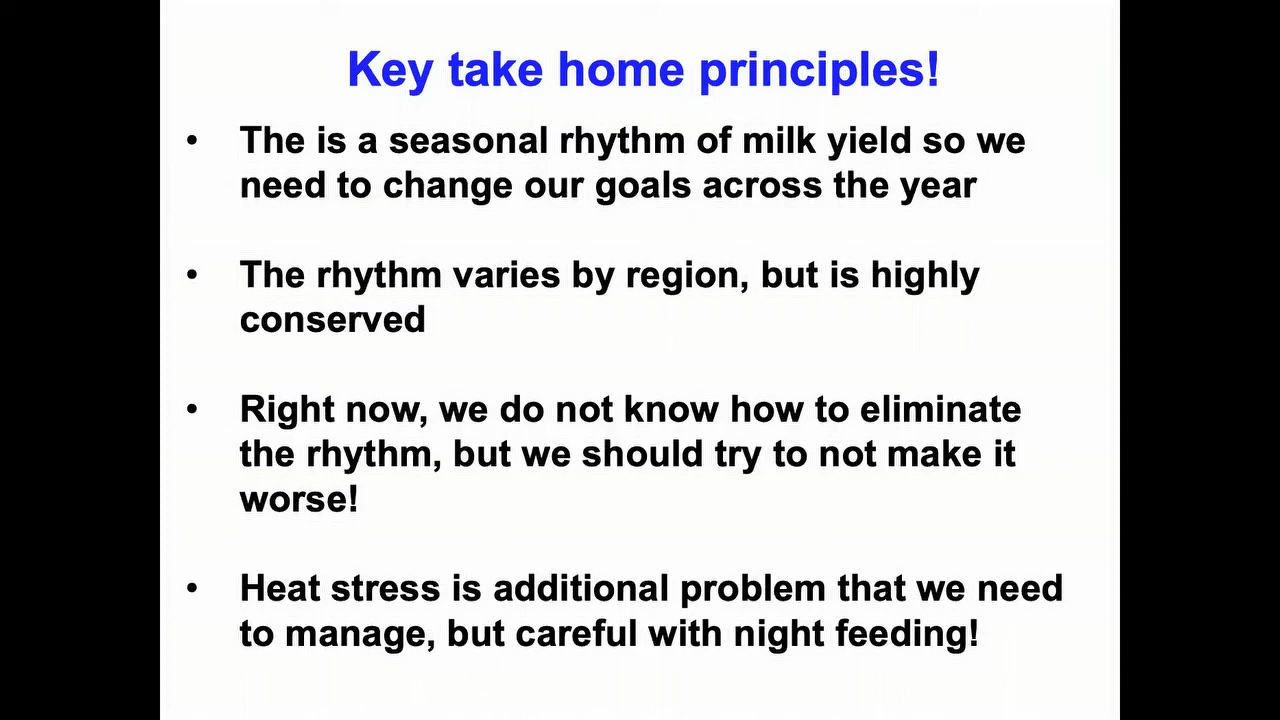 Key take home principles!
• The is a seasonal rhythm of milk yield so we
need to change our goals across the year
• The rhythm varies by region, but is highly
conserved
• Right now, we do not know how to eliminate
the rhythm, but we should try to not make it
worse!
• Heat stress is additional problem that we need
to manage, but careful with night feeding!